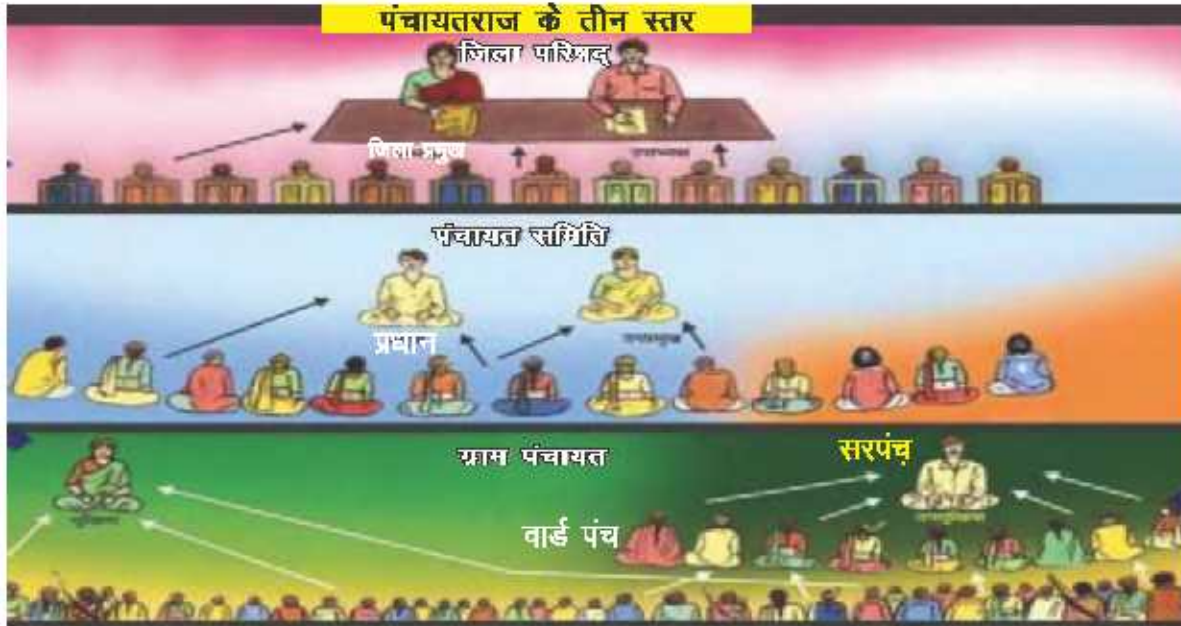 पंचायतराज के तीन स्तर
जिला परिषद्
जिला प्रमुख
पंचायत समिति
प्रधान
ग्राम पंचायत
सरपंच
वार्ड पंच